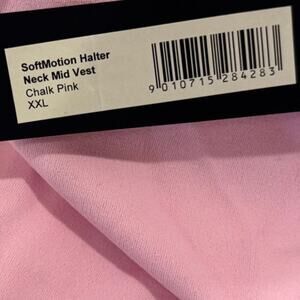 SoftMotion Halter
Neck Mid Vest
Chalk Pink
XXL
9 010715 284283